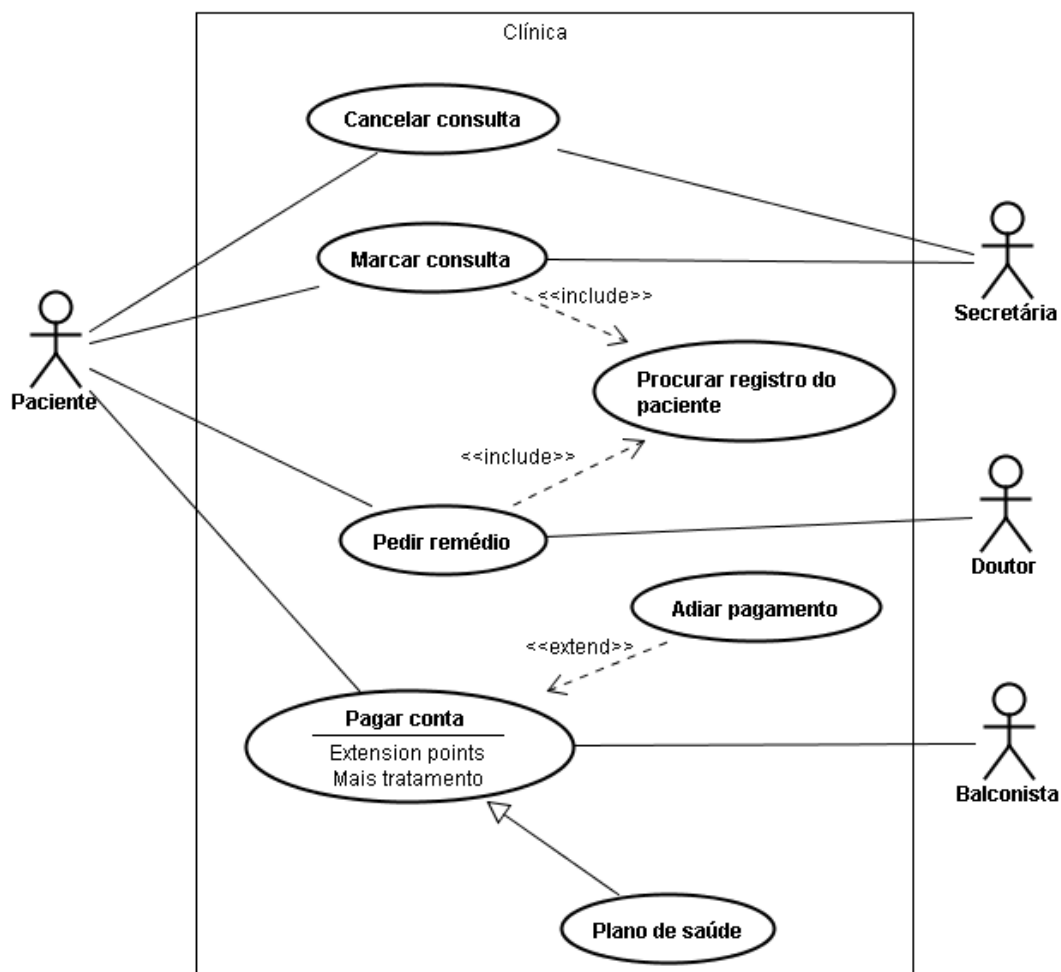 Clínica
Cancelar consulta
Marcar consulta
<<include>>
Secretária
Procurar registro do
paciente
Paciente
<<include>>
Pedir remédio
Doutor
Adiar pagamento
<<extend>>
Pagar conta
Extension points
Mais tratamento
Balconista
Plano de saúde